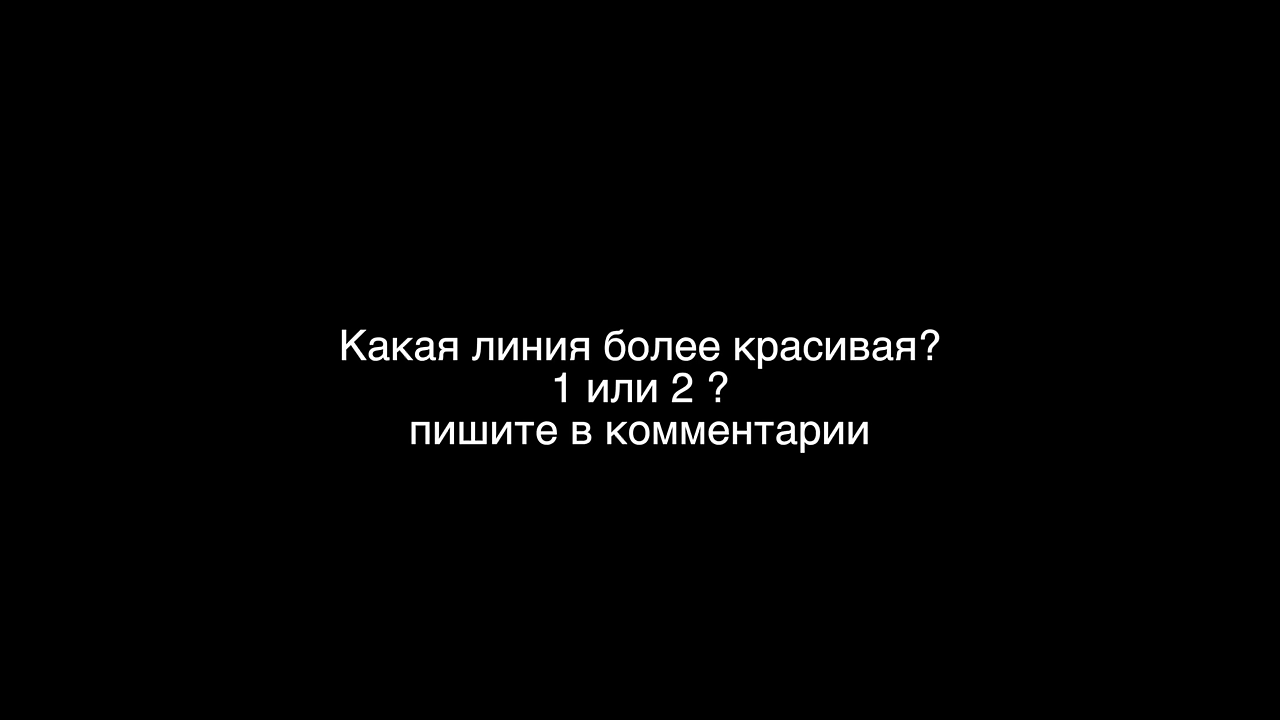 Какая линия более красивая?
1 или 2 ?
пишите в комментарии